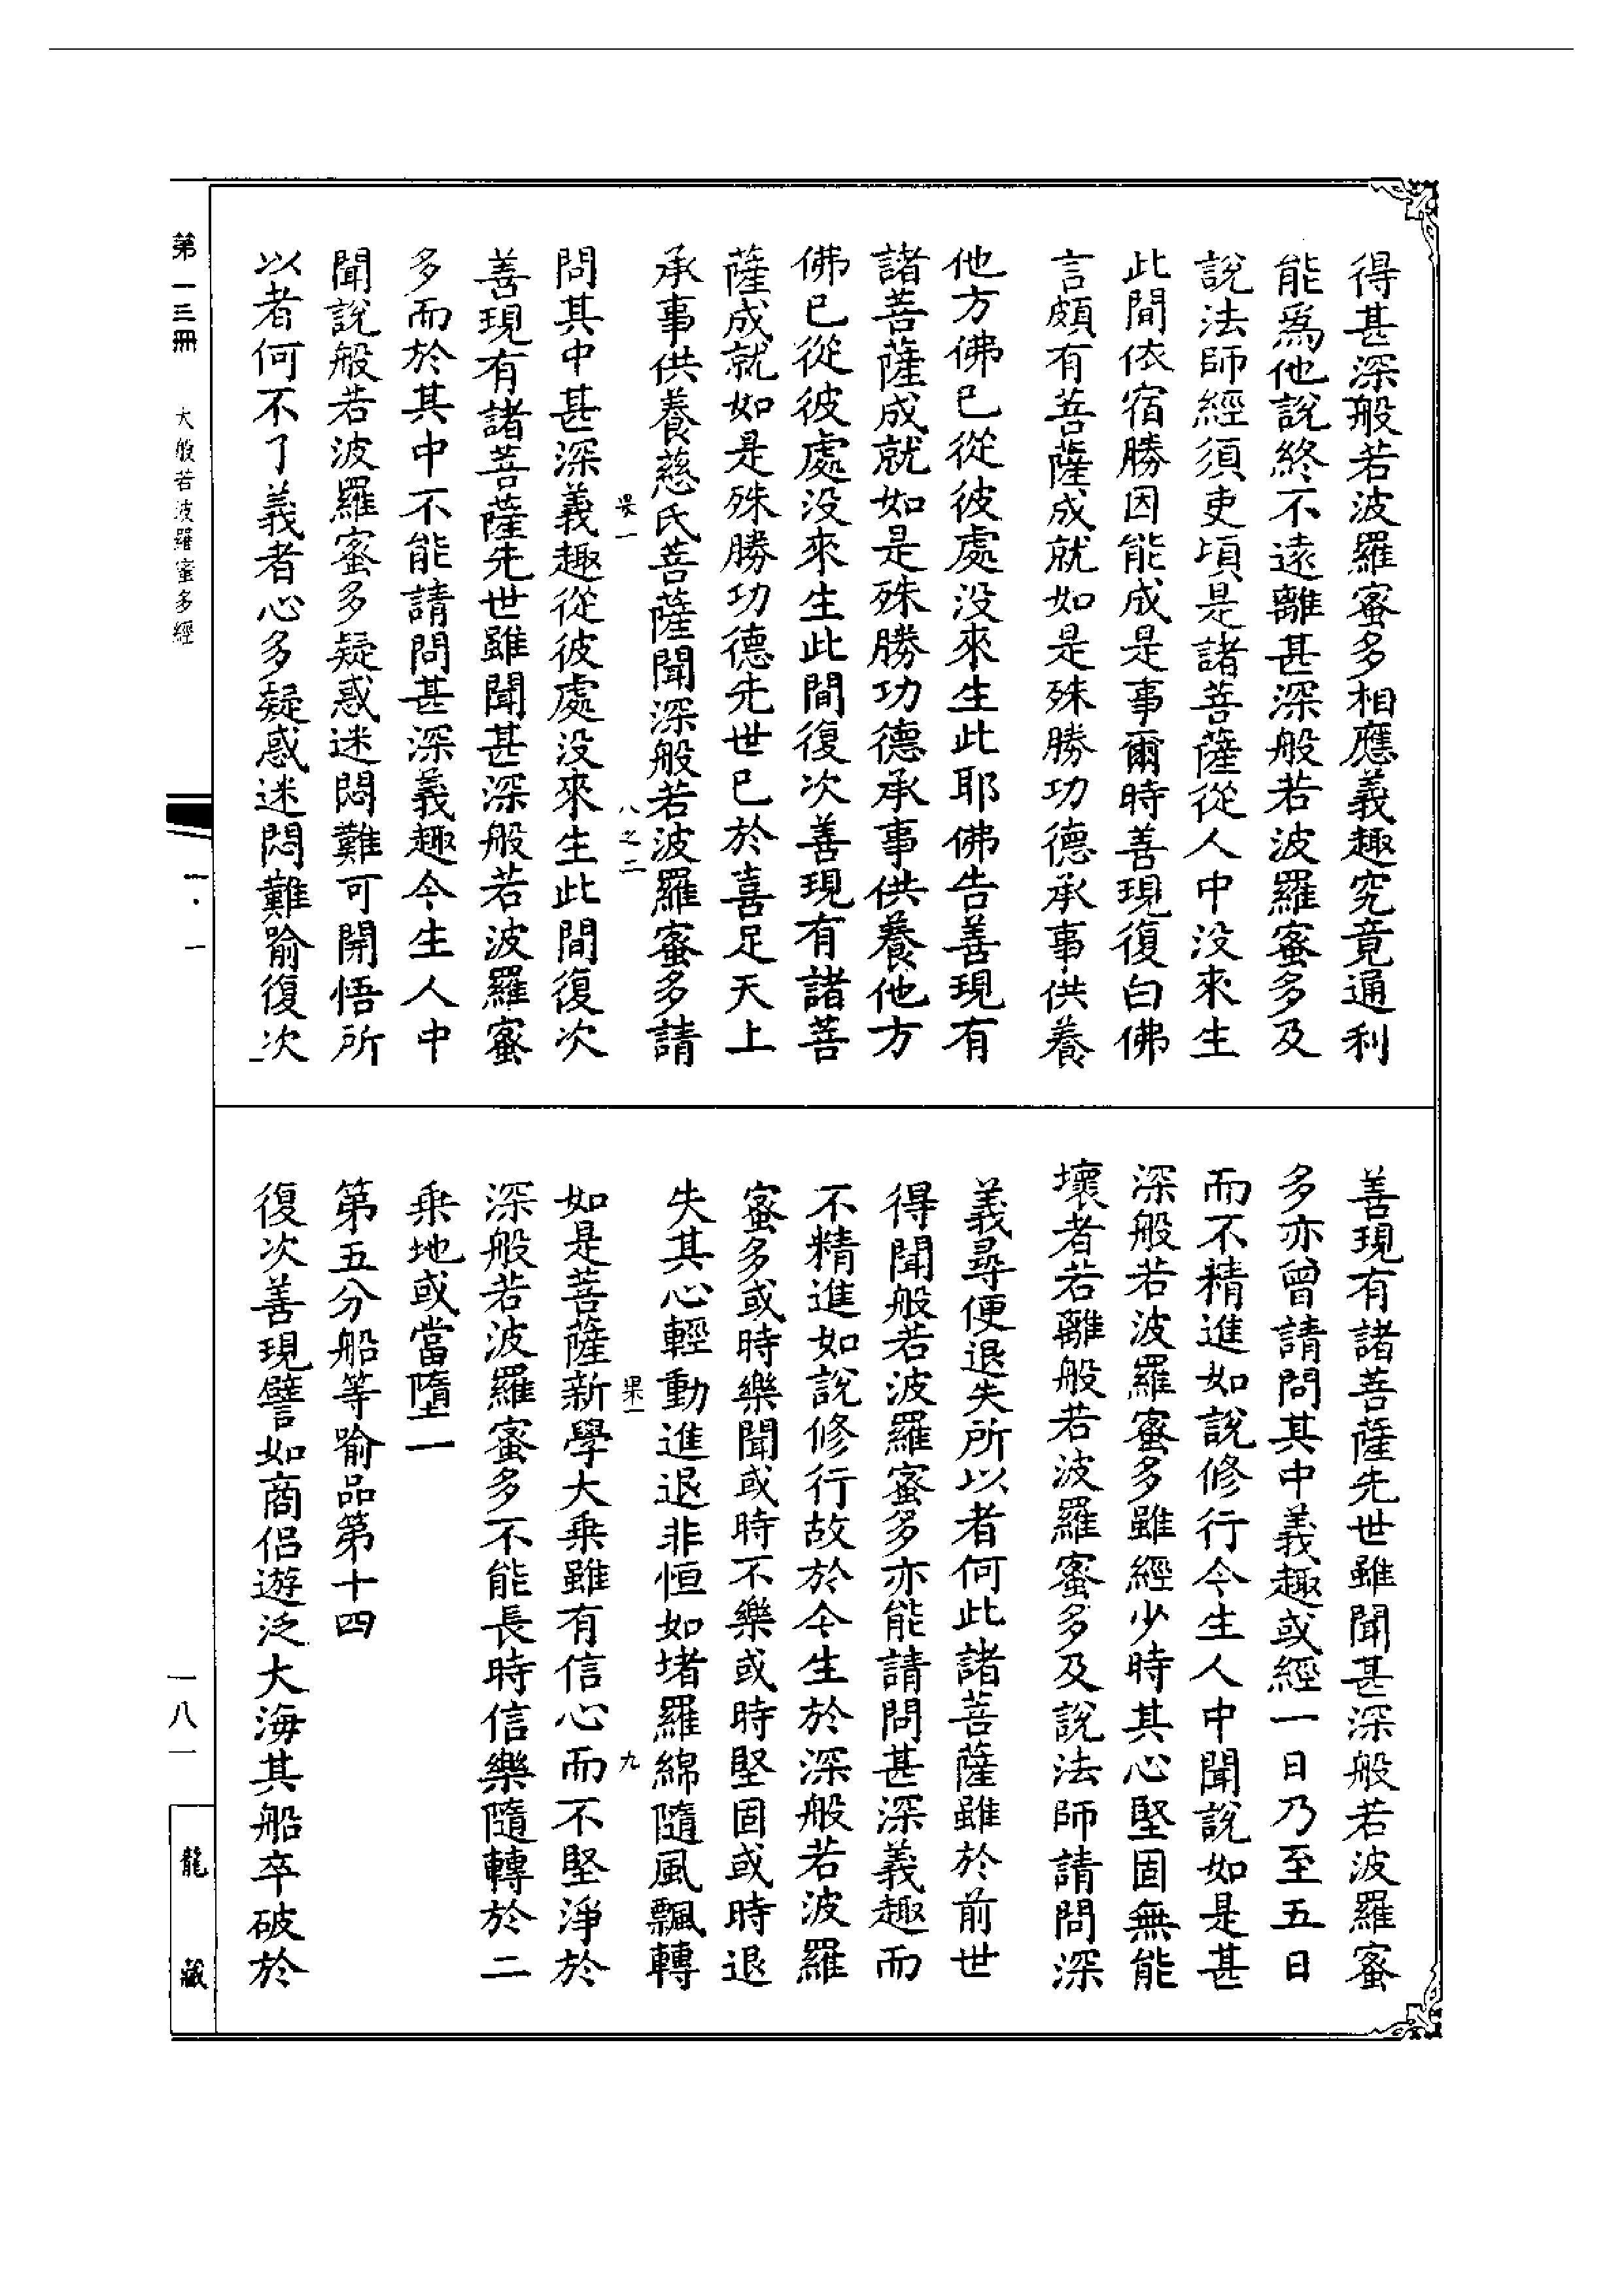 得甚深般若波羅蜜多相應義趣究竟通利
能爲他說終不遠離甚深般若波羅蜜多及
說法師經須臾頃是諸菩薩從人中没來生
此間依宿勝因能成是事爾時善現復白佛
言頗有菩薩成就如是殊勝功德承事供養
他方佛已從彼處没來生此耶佛告善現有
諸菩薩成就如是殊勝功德承事供養他方
佛已從彼處没來生此間復次善現有諸菩
薩成就如是殊勝功德先世已於喜足天上
承事供養慈氏菩薩聞深般若波羅蜜多請
八之二
問其中甚深義趣從彼處没來生此間復次
善現有諸菩薩先世雖聞甚深般若波羅蜜
多而於其中不能請問甚深義趣今生人中
聞說般若波羅蜜多疑惑迷悶難可開悟所
以者何不了義者心多疑惑迷悶難喻復次
善現有諸菩薩先世雖聞甚深般若波羅蜜
多亦曾請問其中義趣或經一日乃至五日
而不精進如說修行今生人中聞說如是甚
深般若波羅蜜多雖經少時其心堅固無能
壞者若離般若波羅蜜多及說法師請問深
義尋便退失所以者何此諸菩薩雖於前世
得聞般若波羅蜜多亦能請問甚深義趣而
不精進如說修行故於今生於深般若波羅
蜜多或時樂聞或時不樂或時堅固或時退
失其心輕動進退非恒如堵羅綿隨風飄轉
果一 九
如是菩薩新學大乘雖有信心而不堅淨於
深般若波羅蜜多不能長時信樂隨轉於二
乘地或當墮一
第五分船等喻品第十四
復次善現譬如商侶遊泛大海其船卒破於
第一三冊 大般若波羅蜜多經
一八一
龍藏